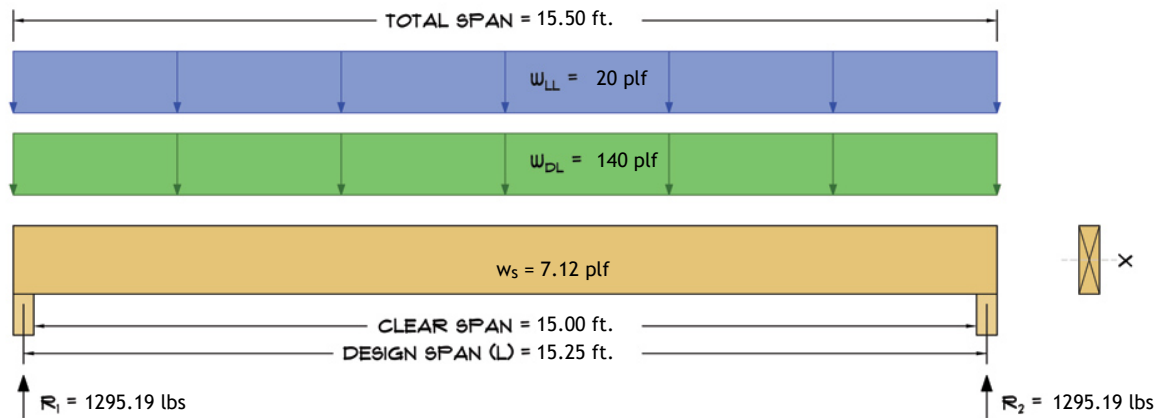 TOTAL SPAN = 15.50 ft.
wLL = 20 plf
wDL = 140 plf
ws = 7.12 plf
X
CLEAR SPAN = 15.00 ft.
DESIGN SPAN (L) = 15.25 ft.
R1 = 1295.19 lbs
R2 = 1295.19 lbs